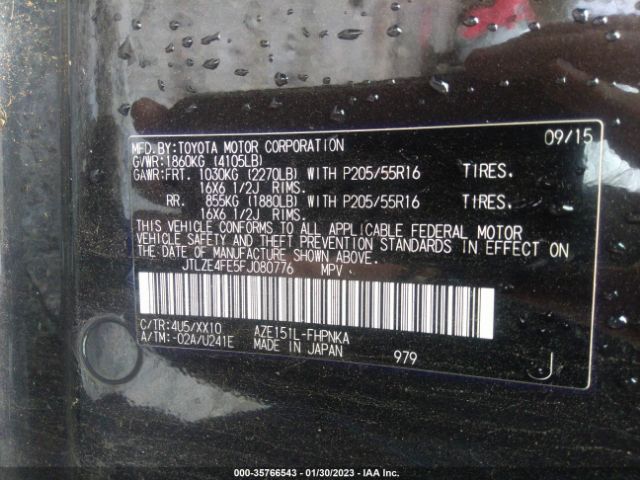 MFD.BY:TOYOTA MOTOR CORPORATION 09/15
GVWR:1860KG (4105LB)
GAWR:FRT. 1030KG (2270LB) WITH P205/55R16 TIRES.
16X6 1/2J RIMS.
RR. 855KG (1880LB) WITH P205/55R16 TIRES.
16X6 1/2J RIMS.
THIS VEHICLE CONFORMS TO ALL APPLICABLE FEDERAL MOTOR
VEHICLE SAFETY AND THEFT PREVENTION STANDARDS IN EFFECT ON
THE DATE OF MANUFACTURE SHOWN ABOVE.
JTLZE4FE5FJ080776 MPV
C/TR:4U5/XX10 AZE151L-FHPNKA
A/TM:-02A/U241E MADE IN JAPAN 979 J
000-35766543 — 01/30/2023 — IAA Inc.